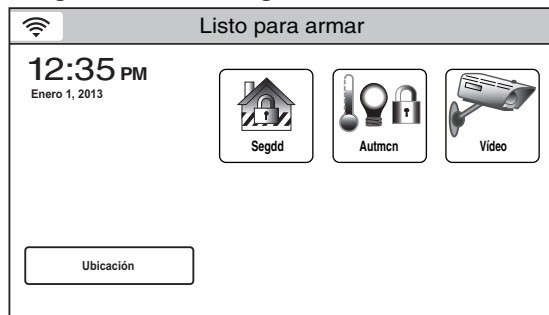 Listo para armar
12:35 PM
Enero 1, 2013
Segdd
Autmcn
Vídeo
Ubicación